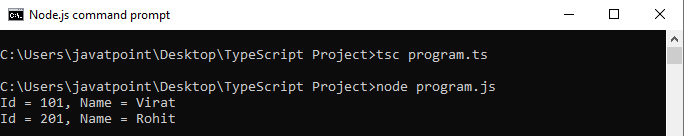 Node.js command prompt
C:\Users\javatpoint\Desktop\TypeScript Project>tsc program.ts
C:\Users\javatpoint\Desktop\TypeScript Project>node program.js
Id = 101, Name = Virat
Id = 201, Name = Rohit